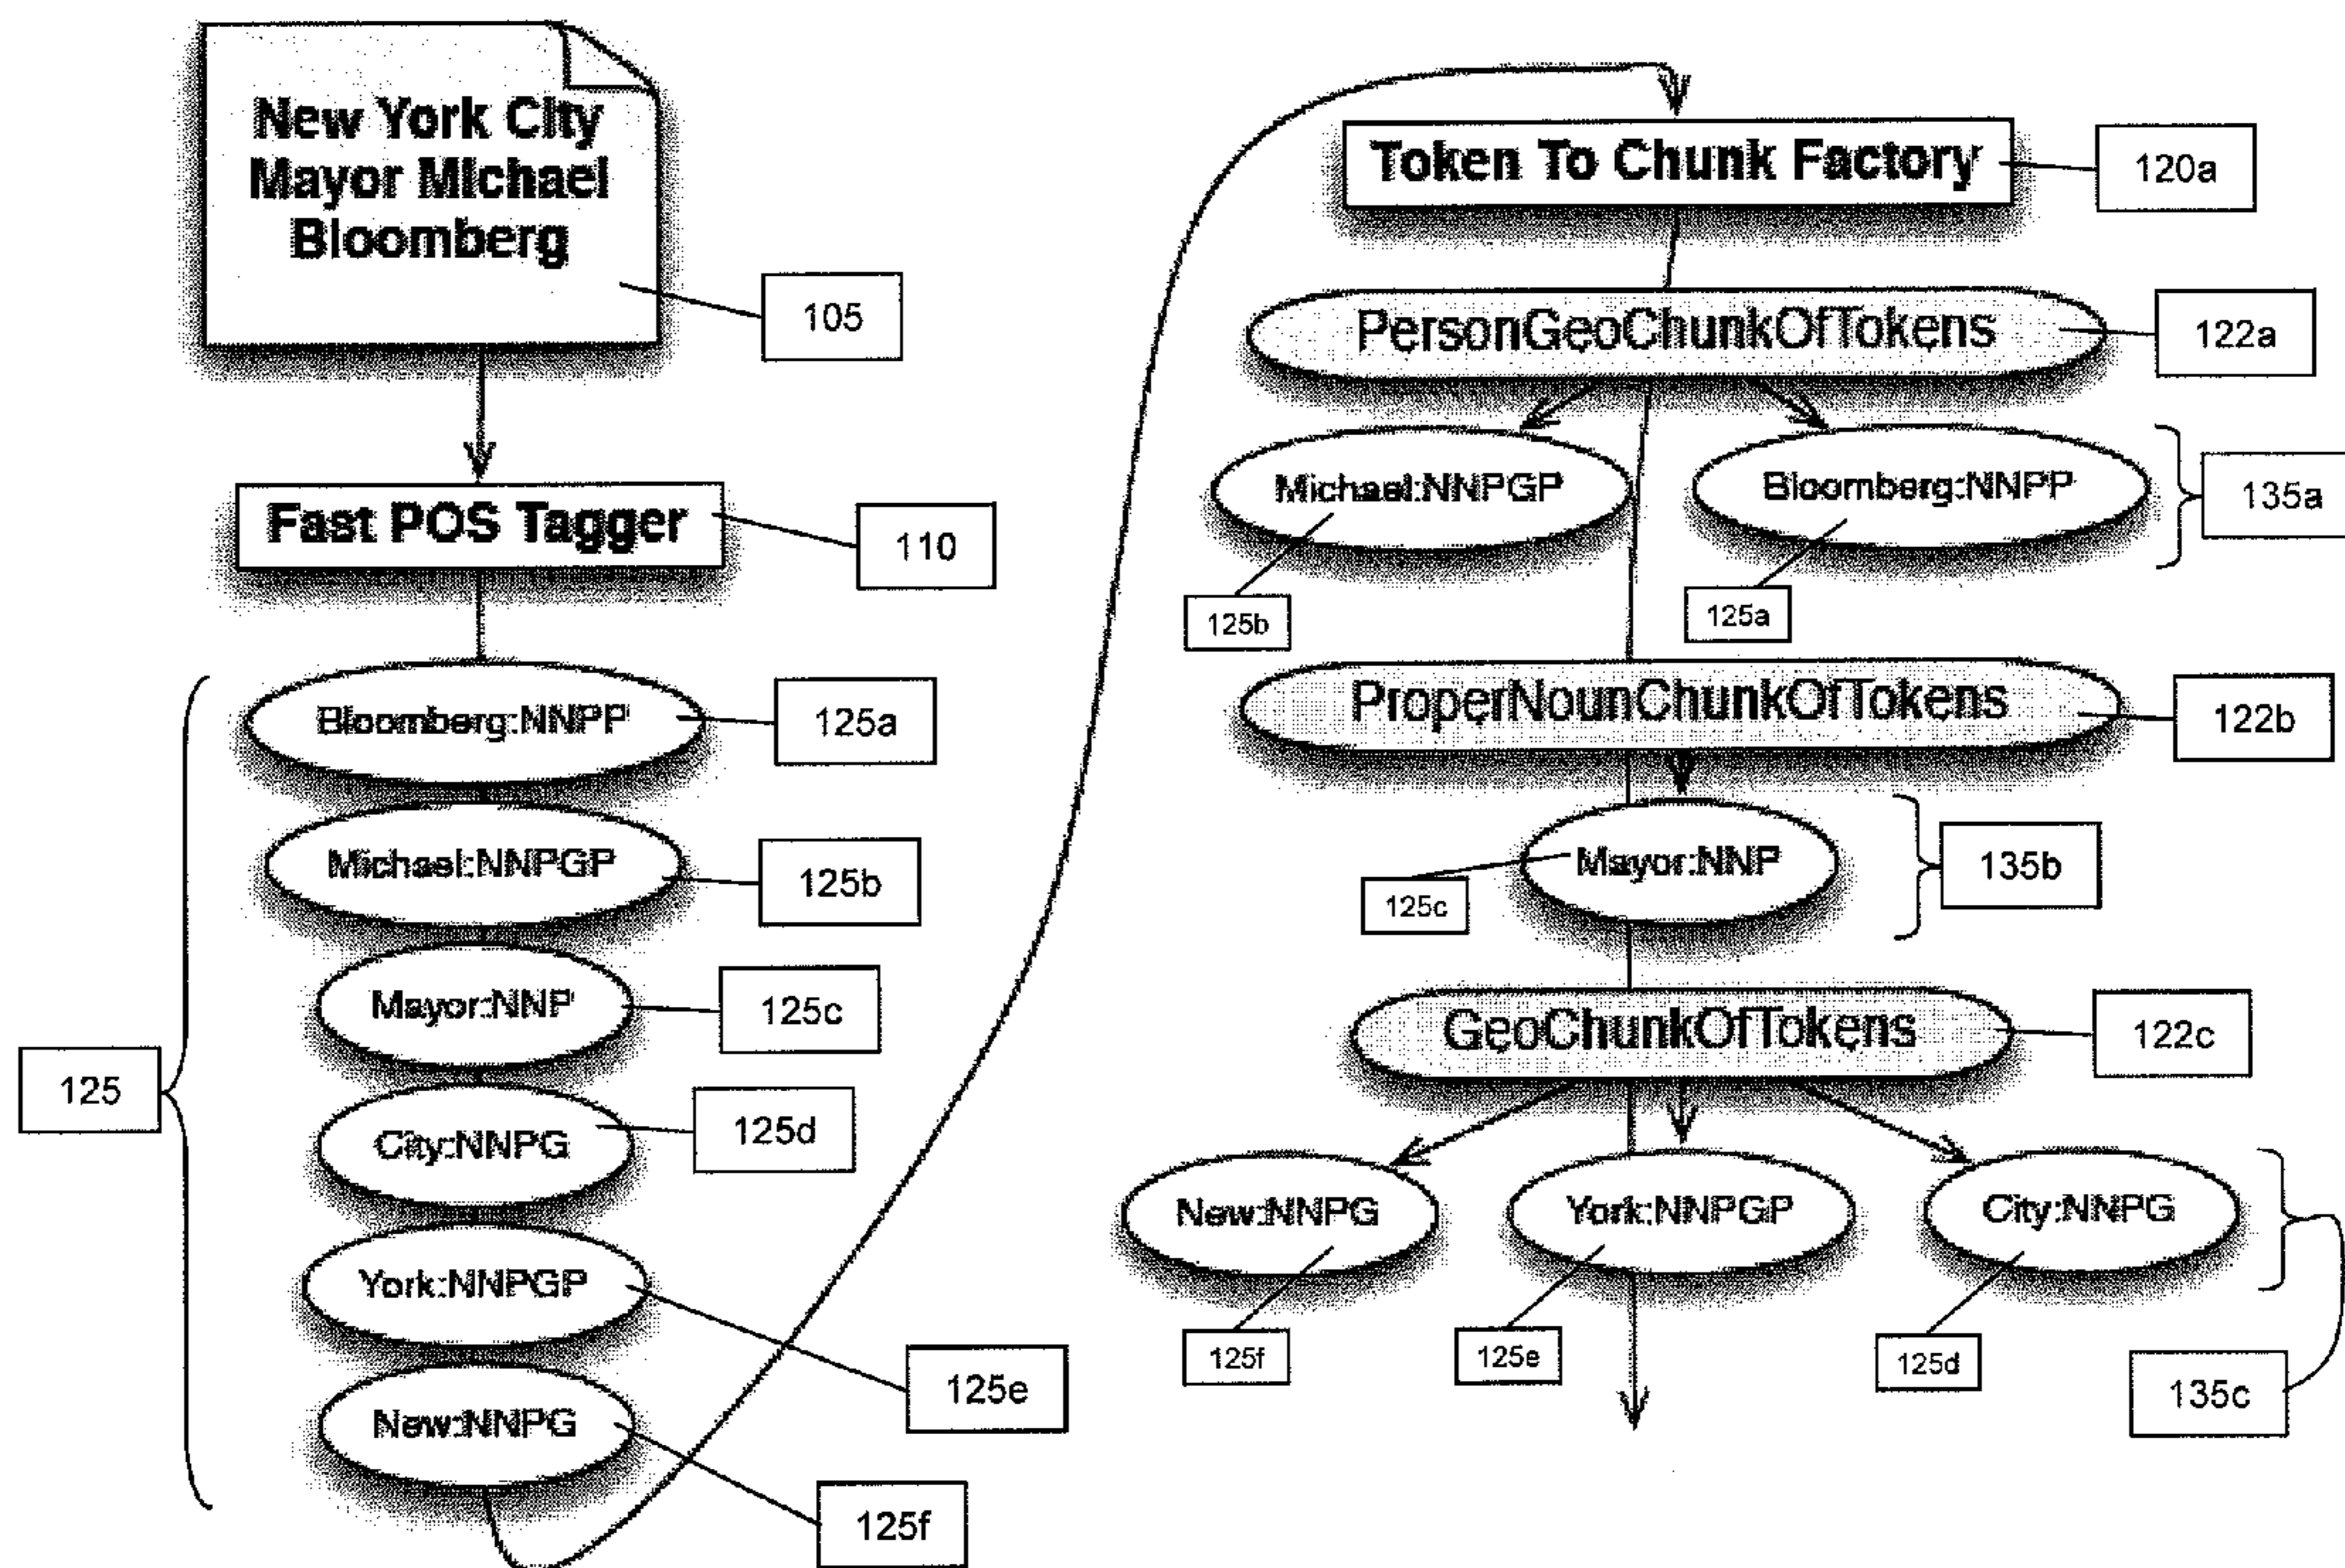 New York City
Mayor Michael
Bloomberg
105
Fast POS Tagger
110
Bloomberg:NNPP
125a
Michael:NNPGP
125b
Mayor:NNP
125c
125
City:NNPG
125d
York:NNPGP
125e
New:NNPG
125f
Token To Chunk Factory
120a
PersonGeoChunkOfTokens
122a
Michael:NNPGP
Bloomberg:NNPP
135a
125b
125a
ProperNounChunkOfTokens
122b
Mayor:NNP
135b
125c
GeoChunkOfTokens
122c
New:NNPG
York:NNPGP
City:NNPG
125f
125e
125d
135c